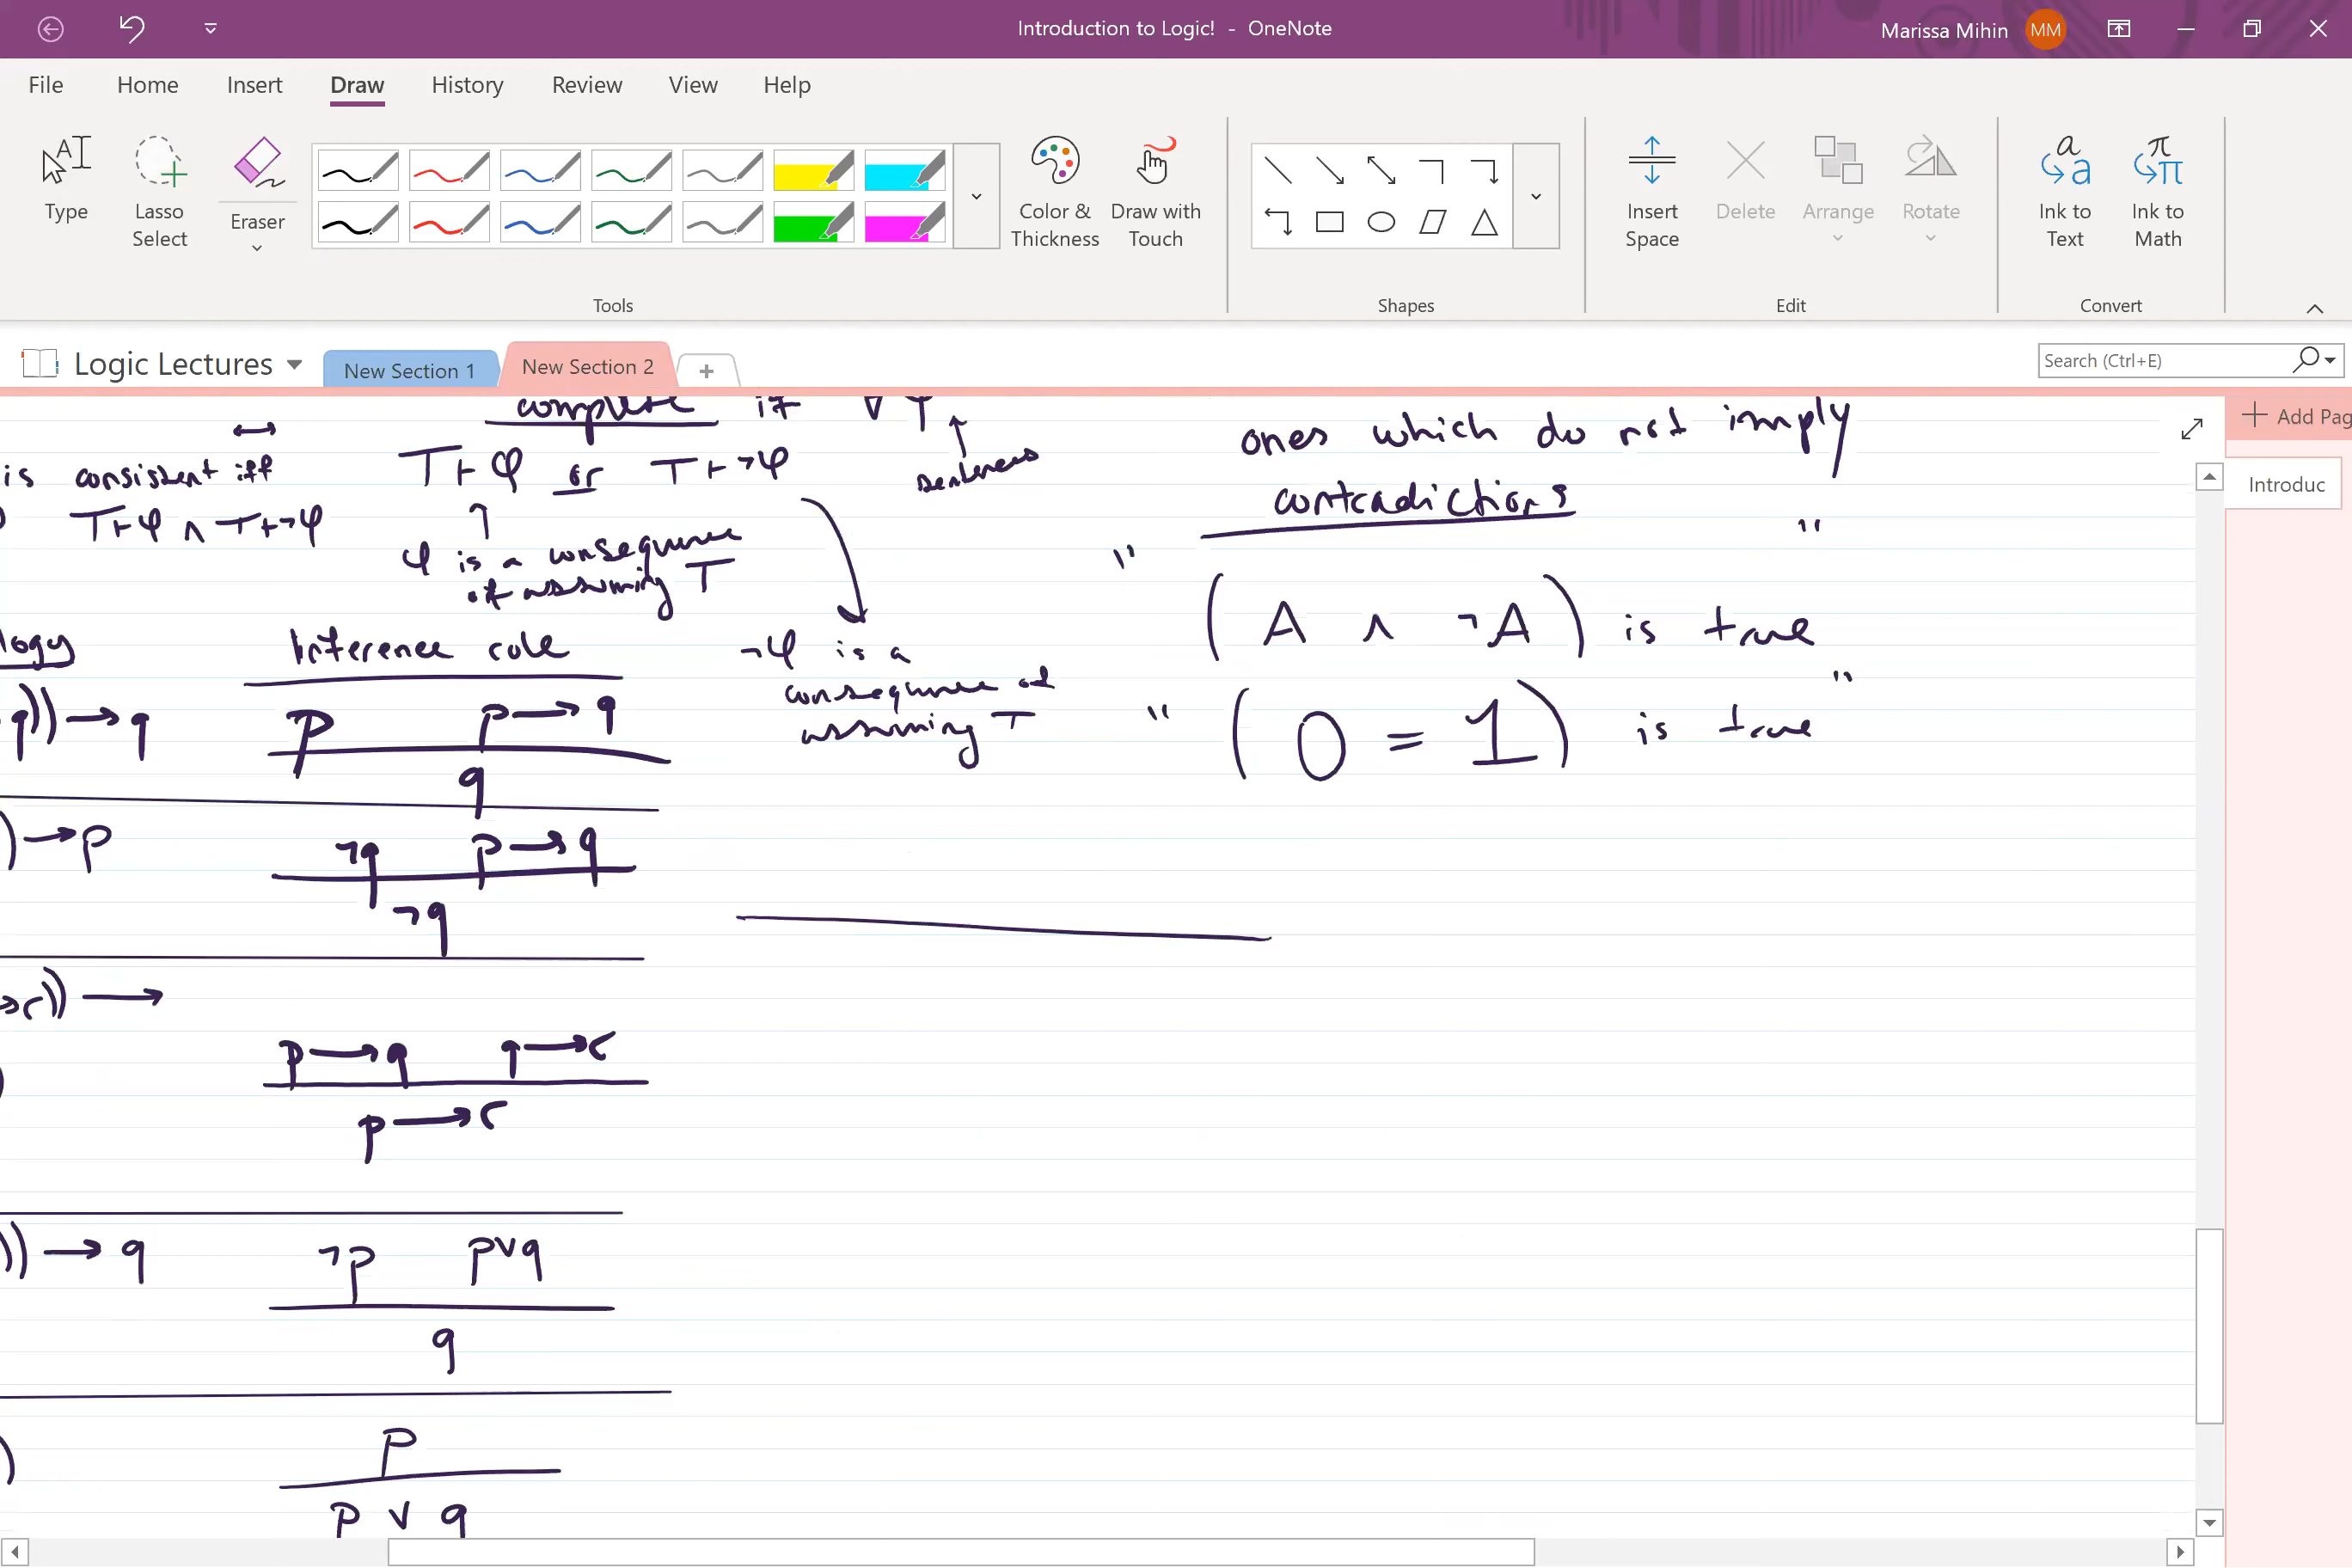 Introduction to Logic! - OneNote
Marissa Mihin MM
File Home Insert Draw History Review View Help
Type
Lasso Select
Eraser
Color & Thickness
Draw with Touch
Insert Space
Delete
Arrange
Rotate
a a
Ink to Text
π π
Ink to Math
Tools
Shapes
Edit
Convert
Logic Lectures
New Section 1
New Section 2
+
Search (Ctrl+E)
+ Add Pag
Introduc
complete if ∀ φ
sentences
is consistent iff
↔
T⊢φ ∧ T⊢¬φ
T⊢φ or T⊢¬φ
φ is a consequence
of assuming T
¬φ is a
consequence of
assuming T
ones which do not imply
contradictions
" (A ∧ ¬A) is true "
" (0 = 1) is true "
logy
Inference rule
q)) → q
p p → q
q
) → p
¬q p → q
¬q
→r)) →
p → q q → r
p → r
)) → q
¬p p∨q
q
)
p
p ∨ q